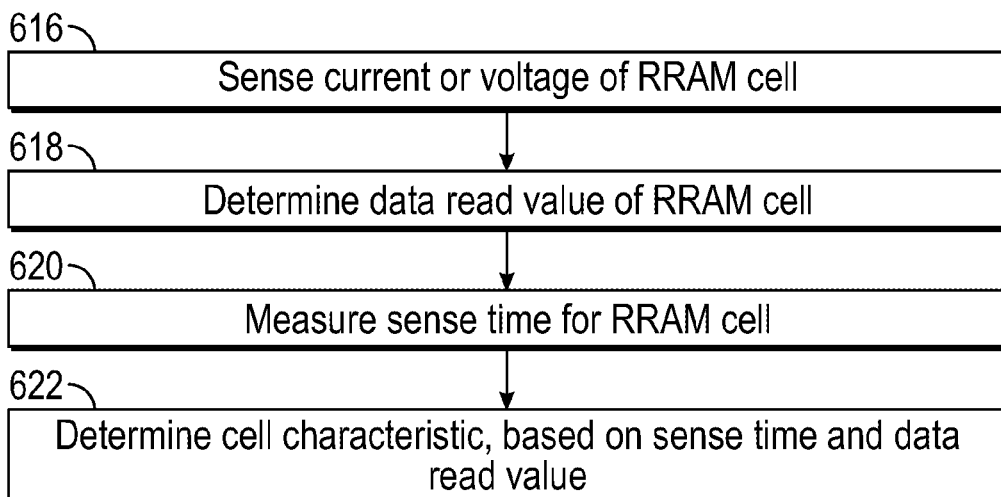 616
Sense current or voltage of RRAM cell
618
Determine data read value of RRAM cell
620
Measure sense time for RRAM cell
622
Determine cell characteristic, based on sense time and data
read value